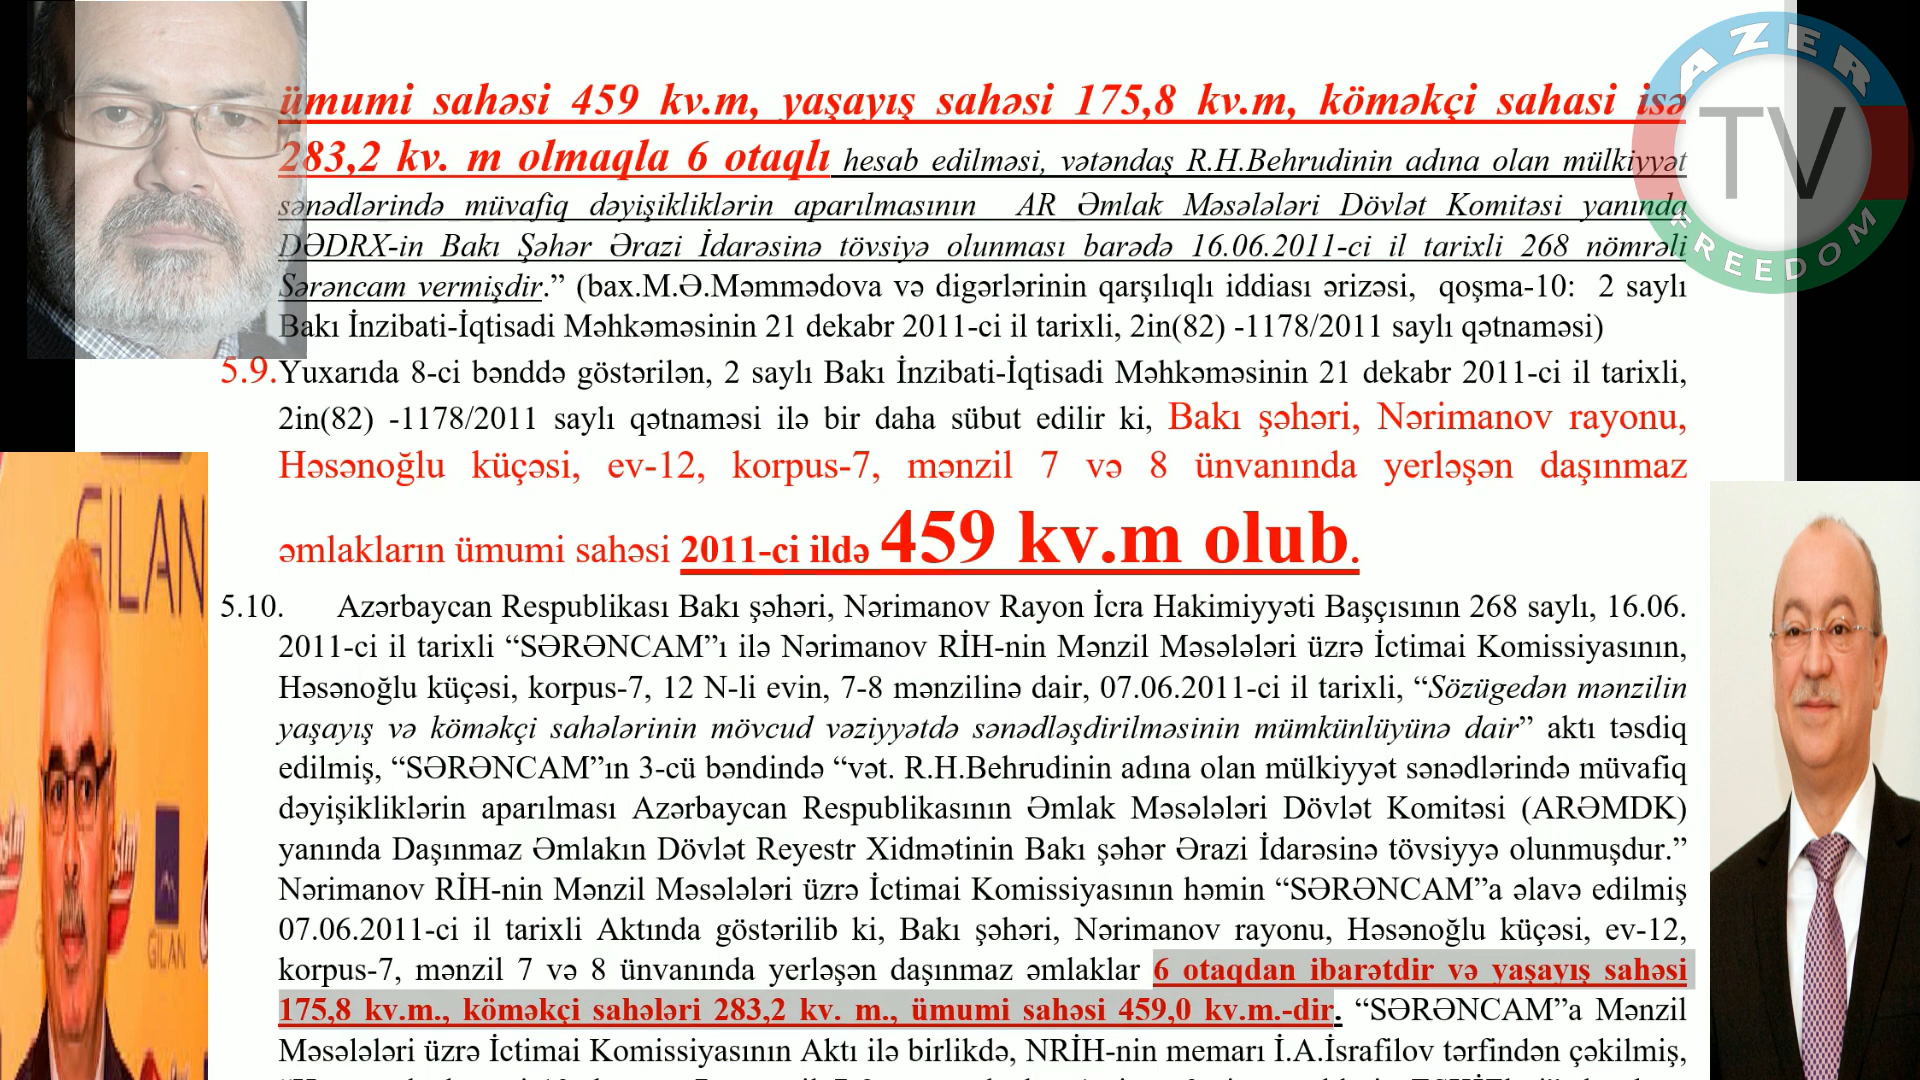 ümumi sahəsi 459 kv.m, yaşayış sahəsi 175,8 kv.m, köməkçi sahasi isə
283,2 kv. m olmaqla 6 otaqlı hesab edilməsi, vətəndaş R.H.Behrudinin adına olan mülkiyyət
sənədlərində müvafiq dəyişikliklərin aparılmasının AR Əmlak Məsələləri Dövlət Komitəsi yanında
DƏDRX-in Bakı Şəhər Ərazi İdarəsinə tövsiyə olunması barədə 16.06.2011-ci il tarixli 268 nömrəli
Sərəncam vermişdir.” (bax.M.Ə.Məmmədova və digərlərinin qarşılıqlı iddiası ərizəsi, qoşma-10: 2 saylı
Bakı İnzibati-İqtisadi Məhkəməsinin 21 dekabr 2011-ci il tarixli, 2in(82) -1178/2011 saylı qətnaməsi)
5.9.Yuxarıda 8-ci bənddə göstərilən, 2 saylı Bakı İnzibati-İqtisadi Məhkəməsinin 21 dekabr 2011-ci il tarixli,
2in(82) -1178/2011 saylı qətnaməsi ilə bir daha sübut edilir ki, Bakı şəhəri, Nərimanov rayonu,
Həsənoğlu küçəsi, ev-12, korpus-7, mənzil 7 və 8 ünvanında yerləşən daşınmaz
əmlakların ümumi sahəsi 2011-ci ildə 459 kv.m olub.
5.10. Azərbaycan Respublikası Bakı şəhəri, Nərimanov Rayon İcra Hakimiyyəti Başçısının 268 saylı, 16.06.
2011-ci il tarixli “SƏRƏNCAM”ı ilə Nərimanov RİH-nin Mənzil Məsələləri üzrə İctimai Komissiyasının,
Həsənoğlu küçəsi, korpus-7, 12 N-li evin, 7-8 mənzilinə dair, 07.06.2011-ci il tarixli, “Sözügedən mənzilin
yaşayış və köməkçi sahələrinin mövcud vəziyyətdə sənədləşdirilməsinin mümkünlüyünə dair” aktı təsdiq
edilmiş, “SƏRƏNCAM”ın 3-cü bəndində “vət. R.H.Behrudinin adına olan mülkiyyət sənədlərində müvafiq
dəyişikliklərin aparılması Azərbaycan Respublikasının Əmlak Məsələləri Dövlət Komitəsi (ARƏMDK)
yanında Daşınmaz Əmlakın Dövlət Reyestr Xidmətinin Bakı şəhər Ərazi İdarəsinə tövsiyyə olunmuşdur.”
Nərimanov RİH-nin Mənzil Məsələləri üzrə İctimai Komissiyasının həmin “SƏRƏNCAM”a əlavə edilmiş
07.06.2011-ci il tarixli Aktında göstərilib ki, Bakı şəhəri, Nərimanov rayonu, Həsənoğlu küçəsi, ev-12,
korpus-7, mənzil 7 və 8 ünvanında yerləşən daşınmaz əmlaklar 6 otaqdan ibarətdir və yaşayış sahəsi
175,8 kv.m., köməkçi sahələri 283,2 kv. m., ümumi sahəsi 459,0 kv.m.-dir. “SƏRƏNCAM”a Mənzil
Məsələləri üzrə İctimai Komissiyasının Aktı ilə birlikdə, NRİH-nin memarı İ.A.İsrafilov tərfindən çəkilmiş,
AZER
TV
FREEDOM
GILAN
GILAN